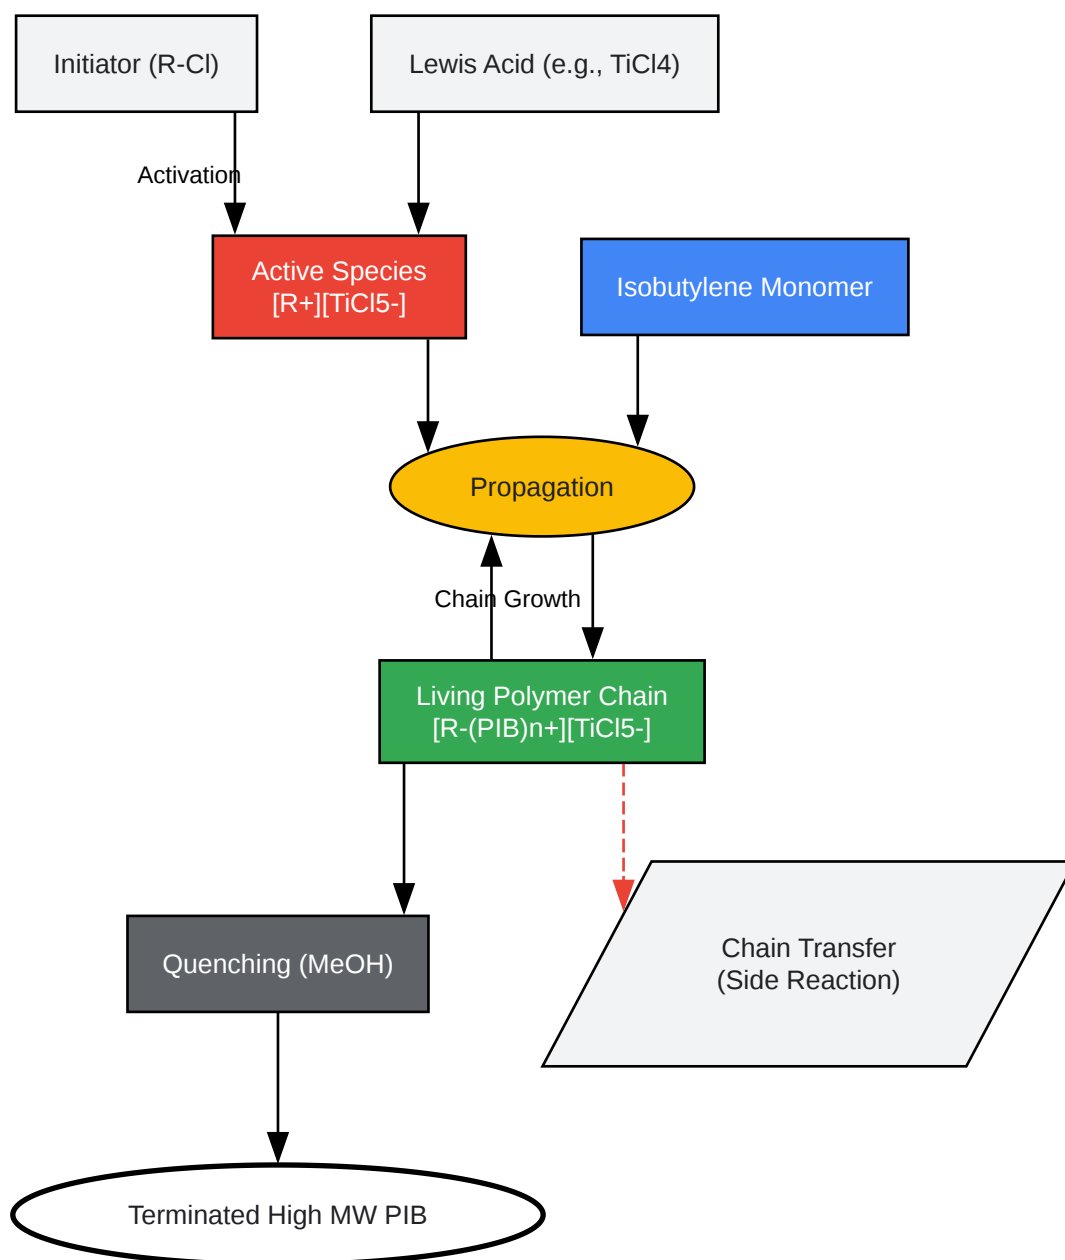 Initiator (R-Cl)
Lewis Acid (e.g., TiCl4)
Activation
Active Species
[R+][TiCl5-]
Isobutylene Monomer
Propagation
Chain Growth
Living Polymer Chain
[R-(PIB)n+][TiCl5-]
Quenching (MeOH)
Chain Transfer
(Side Reaction)
Terminated High MW PIB